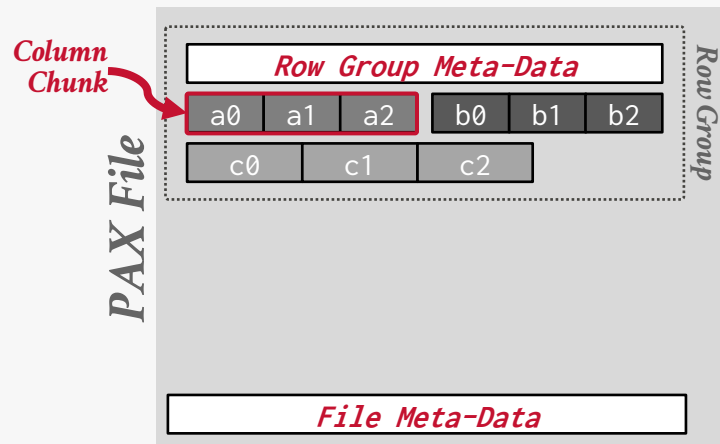 Column
Chunk
Row Group Meta-Data
a0 a1 a2 b0 b1 b2
c0 c1 c2
Row Group
PAX File
File Meta-Data